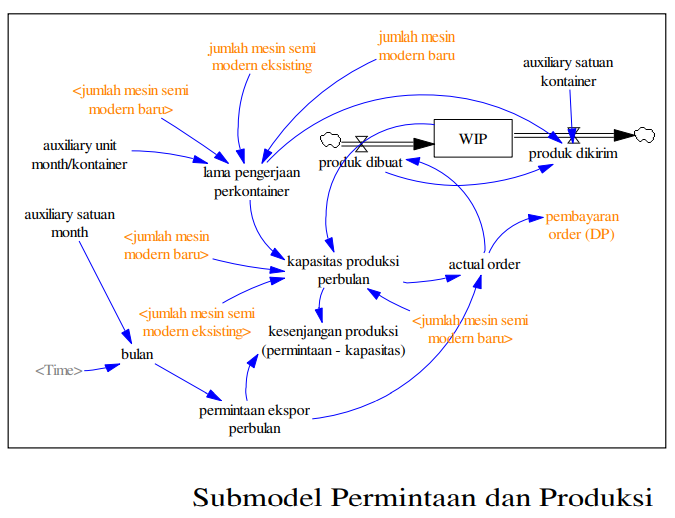 jumlah mesin
modern baru
jumlah mesin semi
modern eksisting
auxiliary satuan
kontainer
<jumlah mesin semi
modern baru>
WIP
auxiliary unit
month/kontainer
produk dibuat
produk dikirim
lama pengerjaan
perkontainer
auxiliary satuan
month
pembayaran
order (DP)
<jumlah mesin
modern baru>
kapasitas produksi
perbulan
actual order
<jumlah mesin semi
modern eksisting>
kesenjangan produksi
(permintaan - kapasitas)
<jumlah mesin semi
modern baru>
bulan
<Time>
permintaan ekspor
perbulan
Submodel Permintaan dan Produksi